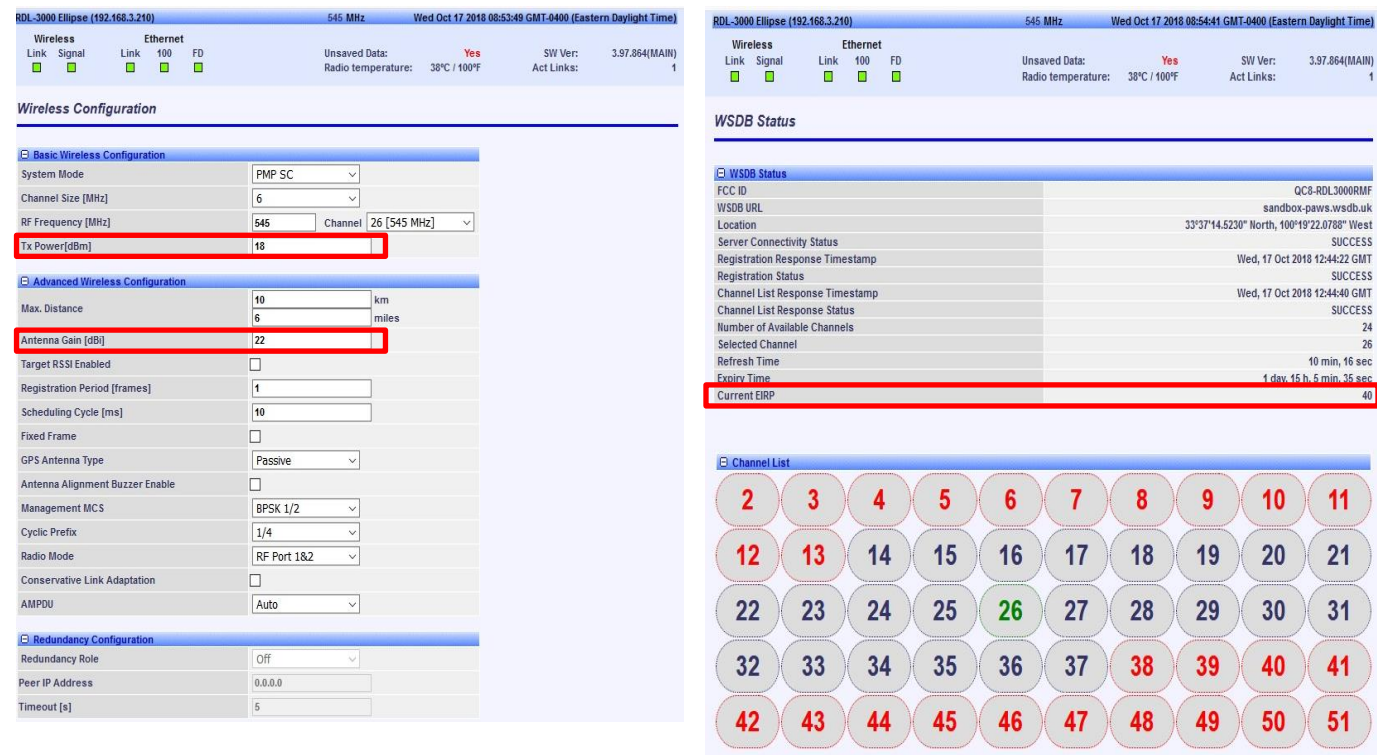 RDL-3000 Ellipse (192.168.3.210) 545 MHz Wed Oct 17 2018 08:53:49 GMT-0400 (Eastern Daylight Time)
Wireless Ethernet
Link Signal Link 100 FD Unsaved Data: Yes SW Ver: 3.97.864(MAIN)
Radio temperature: 38°C / 100°F Act Links: 1
Wireless Configuration
Basic Wireless Configuration
System Mode PMP SC
Channel Size [MHz] 6
RF Frequency [MHz] 545 Channel 26 [545 MHz]
Tx Power[dBm] 18
Advanced Wireless Configuration
Max. Distance 10 km
6 miles
Antenna Gain [dBi] 22
Target RSSI Enabled
Registration Period [frames] 1
Scheduling Cycle [ms] 10
Fixed Frame
GPS Antenna Type Passive
Antenna Alignment Buzzer Enable
Management MCS BPSK 1/2
Cyclic Prefix 1/4
Radio Mode RF Port 1&2
Conservative Link Adaptation
AMPDU Auto
Redundancy Configuration
Redundancy Role Off
Peer IP Address 0.0.0.0
Timeout [s] 5
RDL-3000 Ellipse (192.168.3.210) 545 MHz Wed Oct 17 2018 08:54:41 GMT-0400 (Eastern Daylight Time)
Wireless Ethernet
Link Signal Link 100 FD Unsaved Data: Yes SW Ver: 3.97.864(MAIN)
Radio temperature: 38°C / 100°F Act Links: 1
WSDB Status
WSDB Status
FCC ID QC8-RDL3000RMF
WSDB URL sandbox-paws.wsdb.uk
Location 33°37'14.5230" North, 100°19'22.0788" West
Server Connectivity Status SUCCESS
Registration Response Timestamp Wed, 17 Oct 2018 12:44:22 GMT
Registration Status SUCCESS
Channel List Response Timestamp Wed, 17 Oct 2018 12:44:40 GMT
Channel List Response Status SUCCESS
Number of Available Channels 24
Selected Channel 26
Refresh Time 10 min, 16 sec
Expiry Time 1 day, 15 h, 5 min, 35 sec
Current EIRP 40
Channel List
2 3 4 5 6 7 8 9 10 11
12 13 14 15 16 17 18 19 20 21
22 23 24 25 26 27 28 29 30 31
32 33 34 35 36 37 38 39 40 41
42 43 44 45 46 47 48 49 50 51